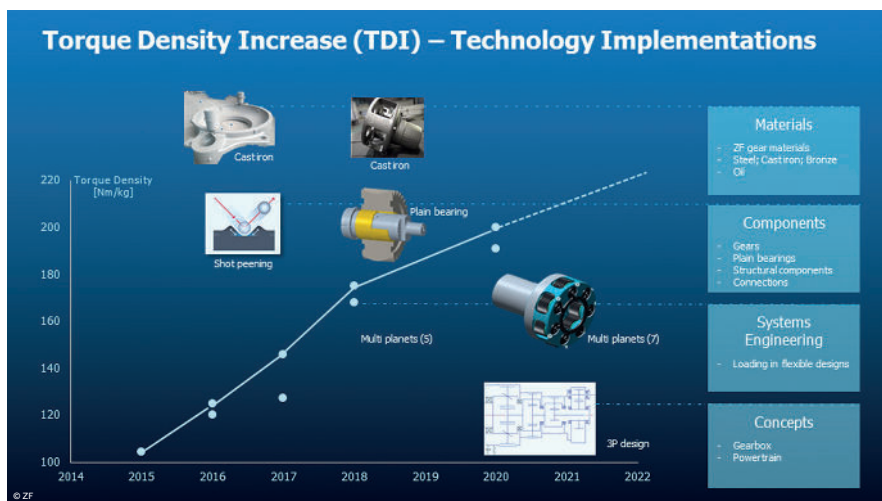 Torque Density Increase (TDI) – Technology Implementations
Cast iron
Cast iron
Materials
- ZF gear materials
- Steel; Cast iron; Bronze
- Oil
220
Torque Density
[Nm/kg]
Shot peening
Plain bearing
Components
- Gears
- Plain bearings
- Structural components
- Connections
200
180
160
Multi planets (5)
Multi planets (7)
Systems
Engineering
- Loading in flexible designs
140
120
3P design
Concepts
- Gearbox
- Powertrain
100
2014
2015
2016
2017
2018
2019
2020
2021
2022
© ZF